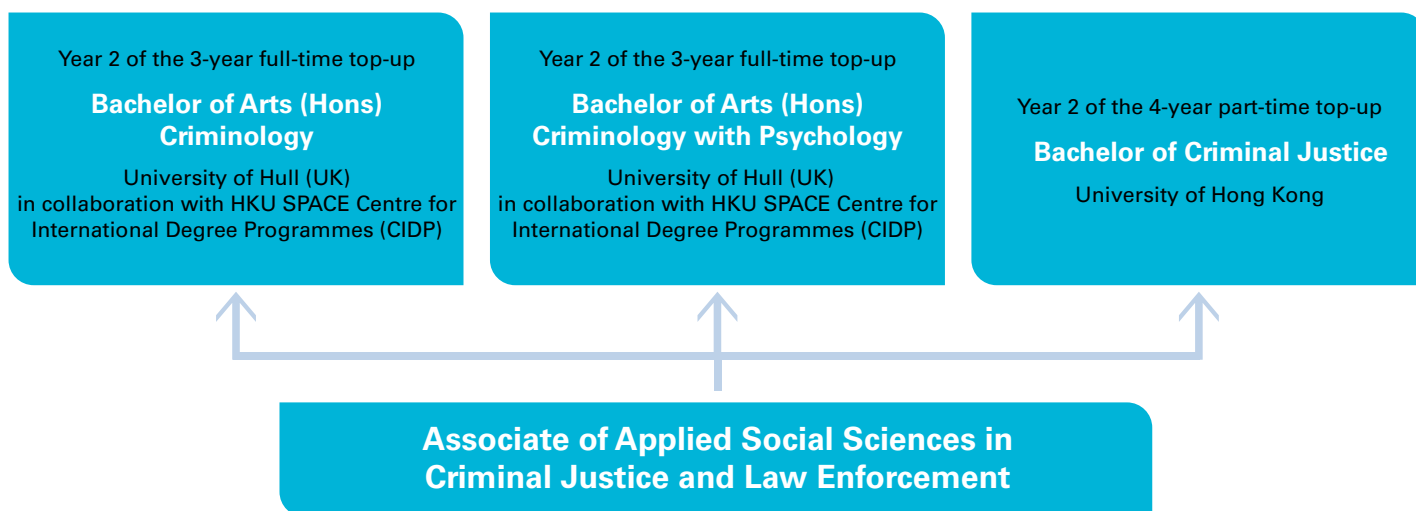 Year 2 of the 3-year full-time top-up
Bachelor of Arts (Hons)
Criminology
University of Hull (UK)
in collaboration with HKU SPACE Centre for
International Degree Programmes (CIDP)
Year 2 of the 3-year full-time top-up
Bachelor of Arts (Hons)
Criminology with Psychology
University of Hull (UK)
in collaboration with HKU SPACE Centre for
International Degree Programmes (CIDP)
Year 2 of the 4-year part-time top-up
Bachelor of Criminal Justice
University of Hong Kong
Associate of Applied Social Sciences in
Criminal Justice and Law Enforcement